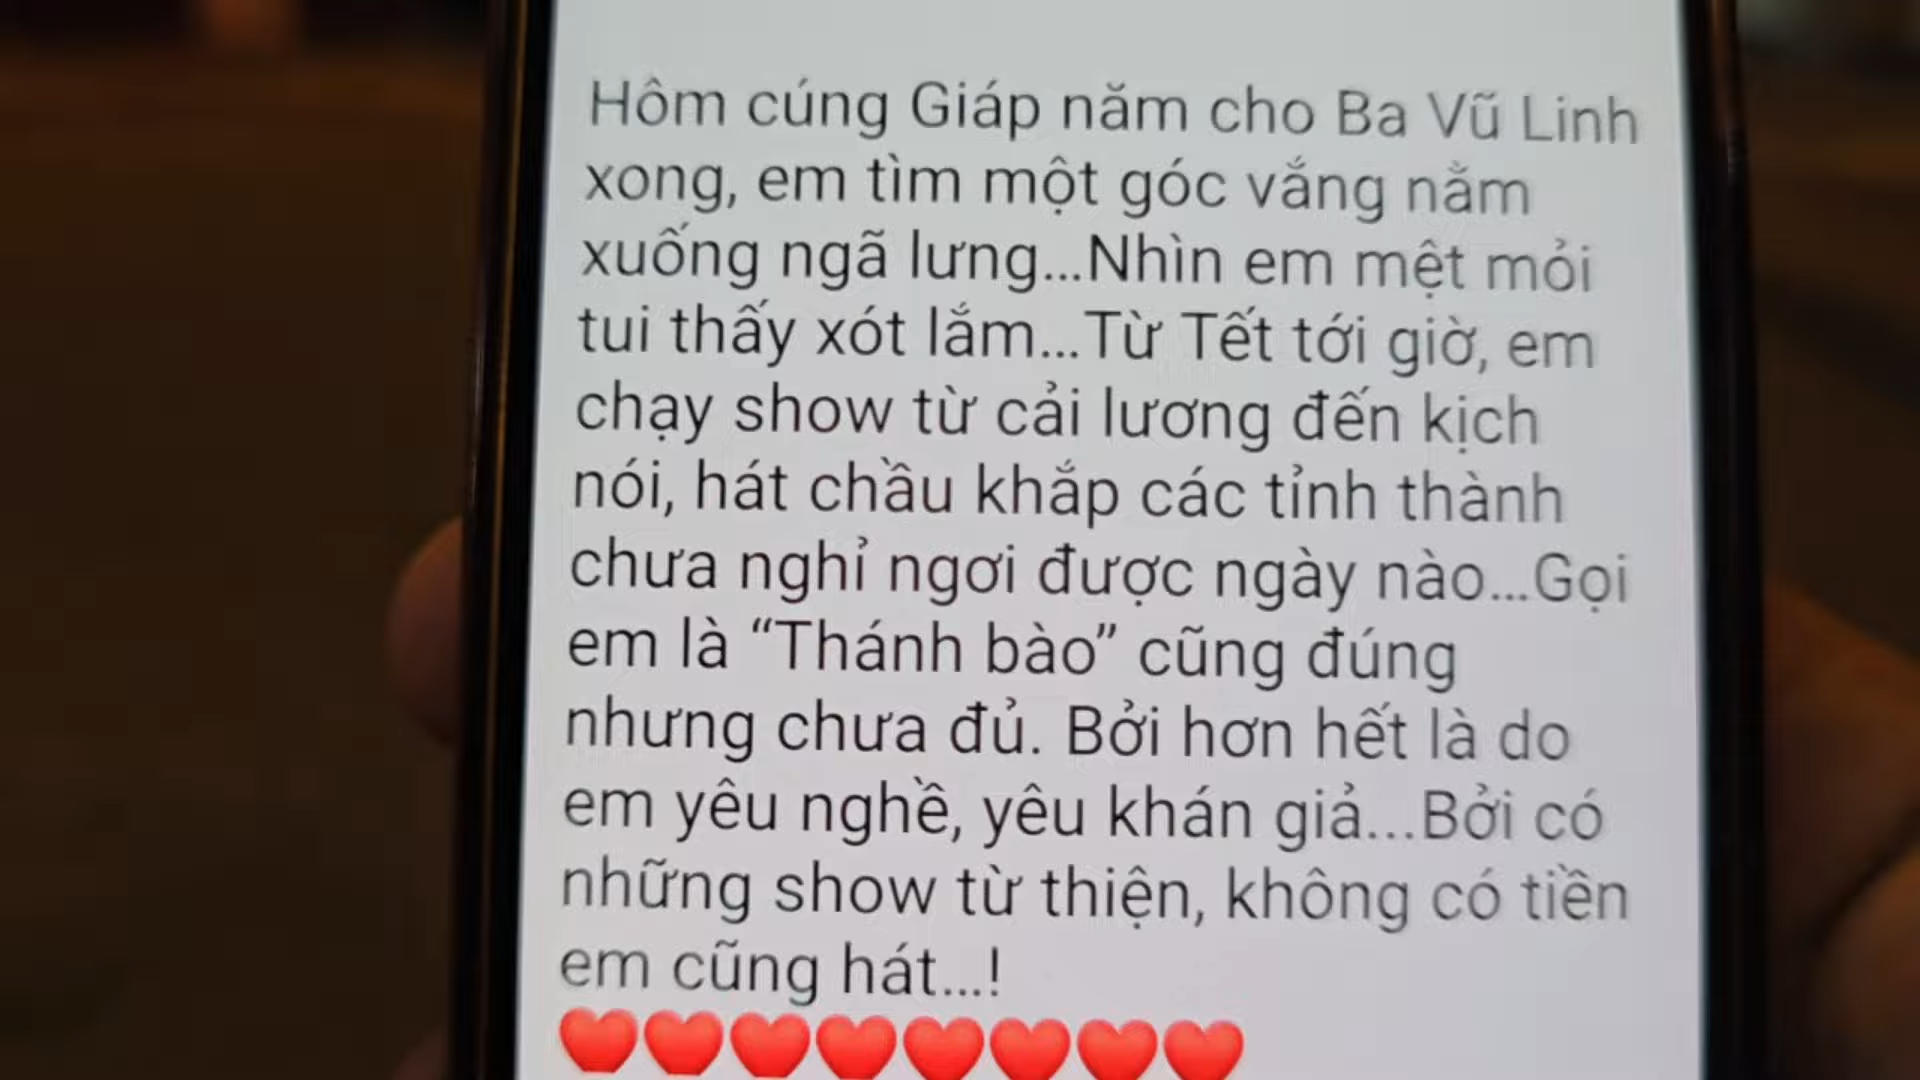 Hôm cúng Giáp năm cho Ba Vũ Linh
xong, em tìm một góc vắng nằm
xuống ngã lưng...Nhìn em mệt mỏi
tui thấy xót lắm...Từ Tết tới giờ, em
chạy show từ cải lương đến kịch
nói, hát chầu khắp các tỉnh thành
chưa nghỉ ngơi được ngày nào...Gọi
em là “Thánh bào” cũng đúng
nhưng chưa đủ. Bởi hơn hết là do
em yêu nghề, yêu khán giả...Bởi có
những show từ thiện, không có tiền
em cũng hát...!
❤️❤️❤️❤️❤️❤️❤️❤️